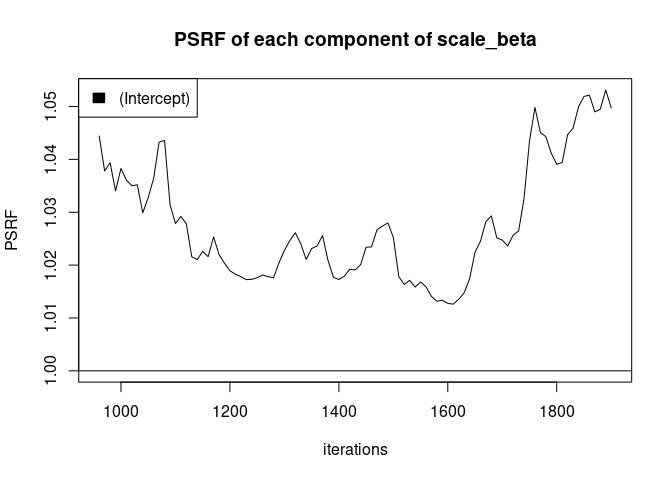 PSRF of each component of scale_beta
(Intercept)
PSRF
1.05
1.04
1.03
1.02
1.01
1.00
1000 1200 1400 1600 1800
iterations